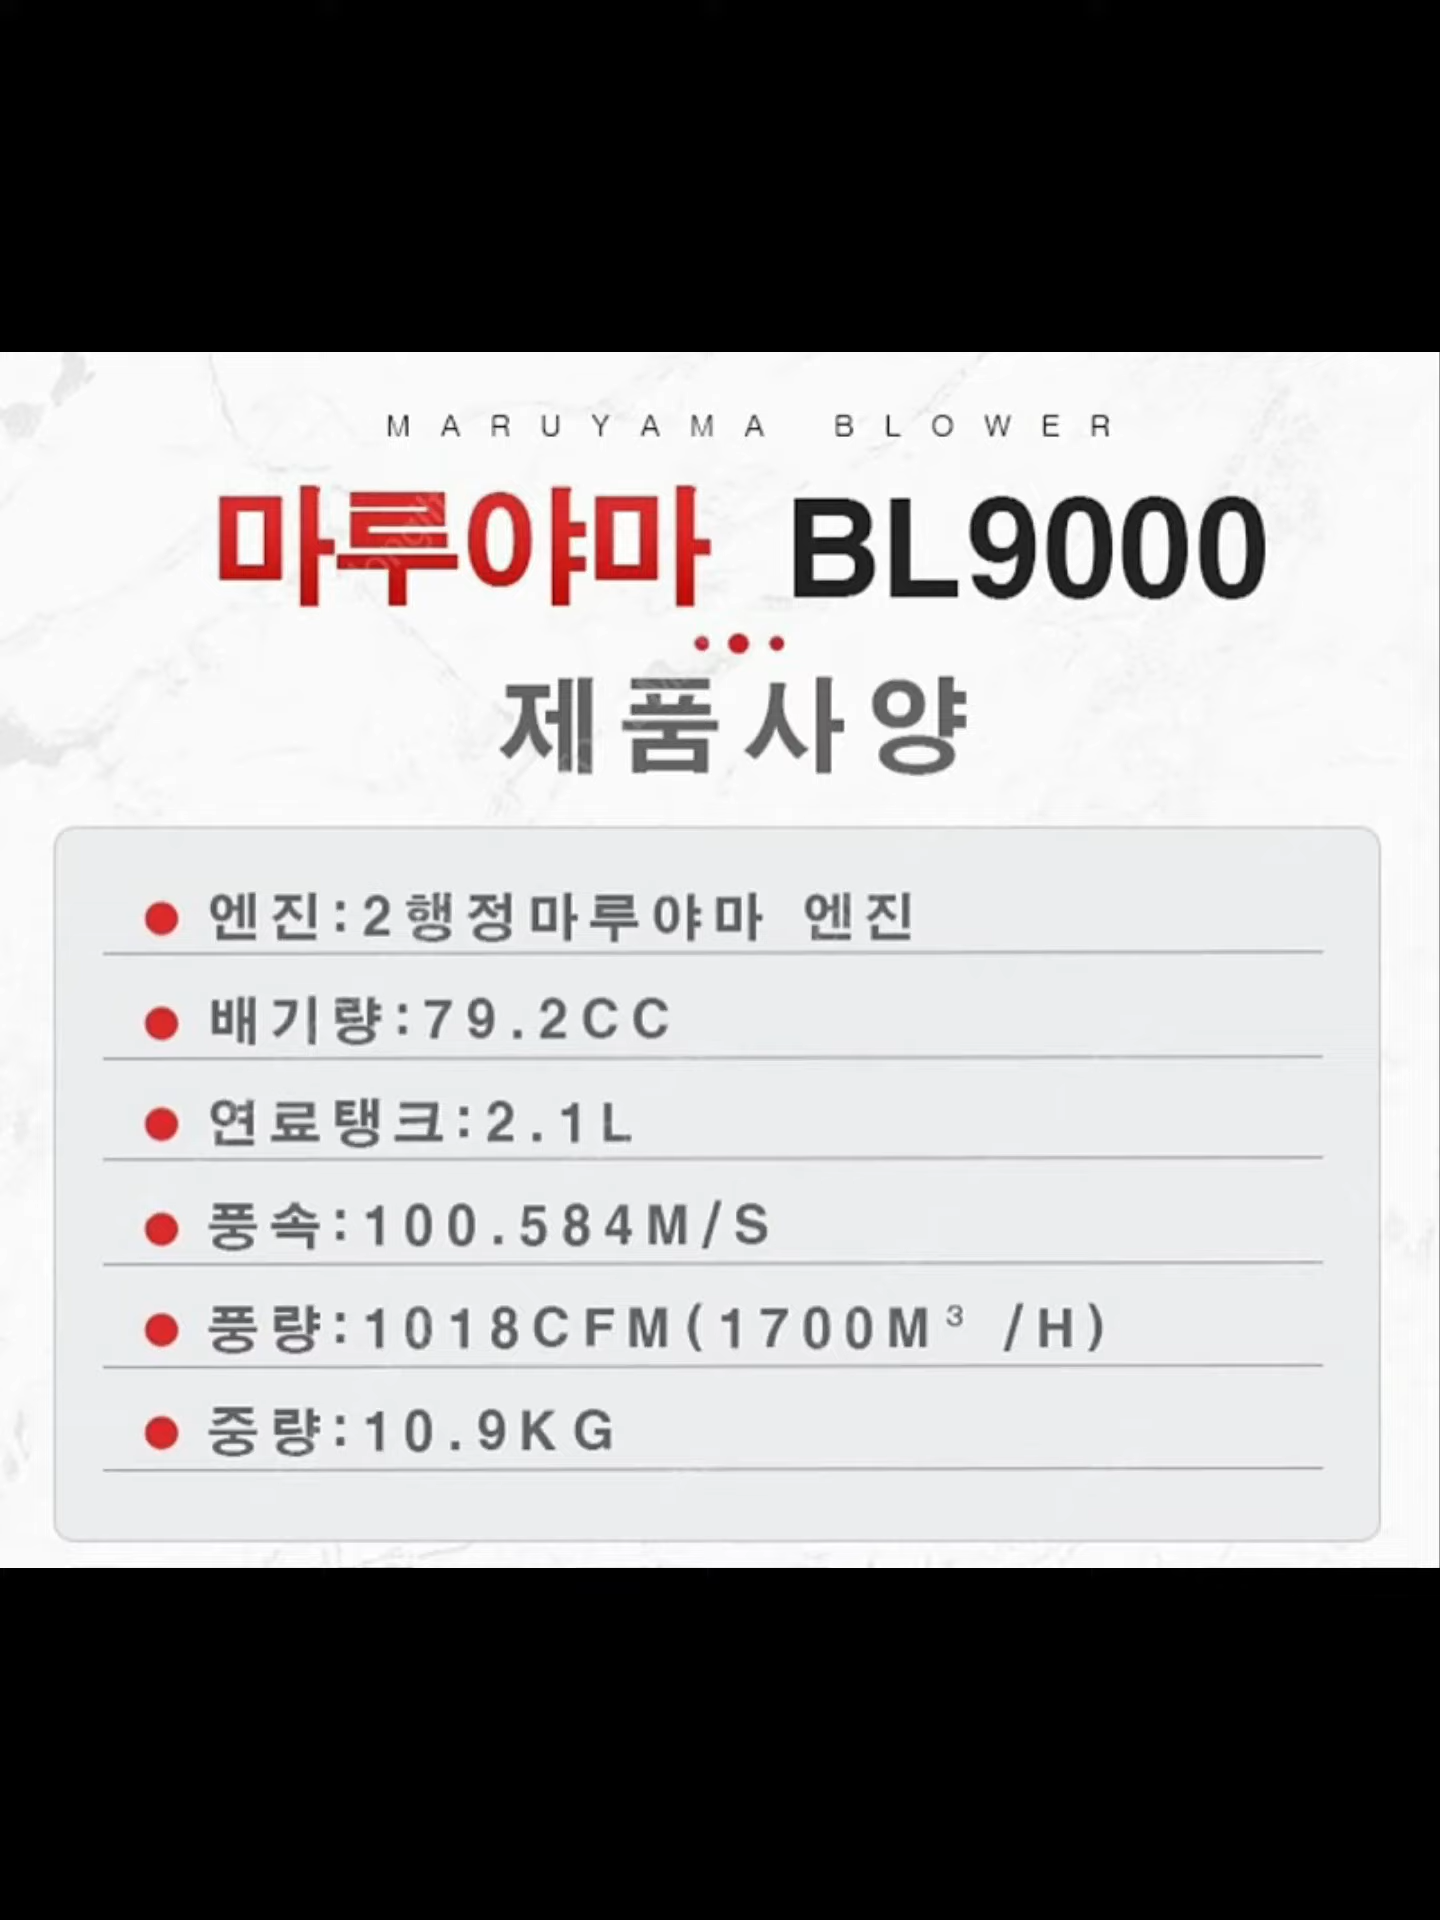 MARUYAMA BLOWER
마루야마 BL9000
제품사양
엔진:2행정마루야마 엔진
배기량:79.2CC
연료탱크:2.1L
풍속:100.584M/S
풍량:1018CFM(1700M³ /H)
중량:10.9KG